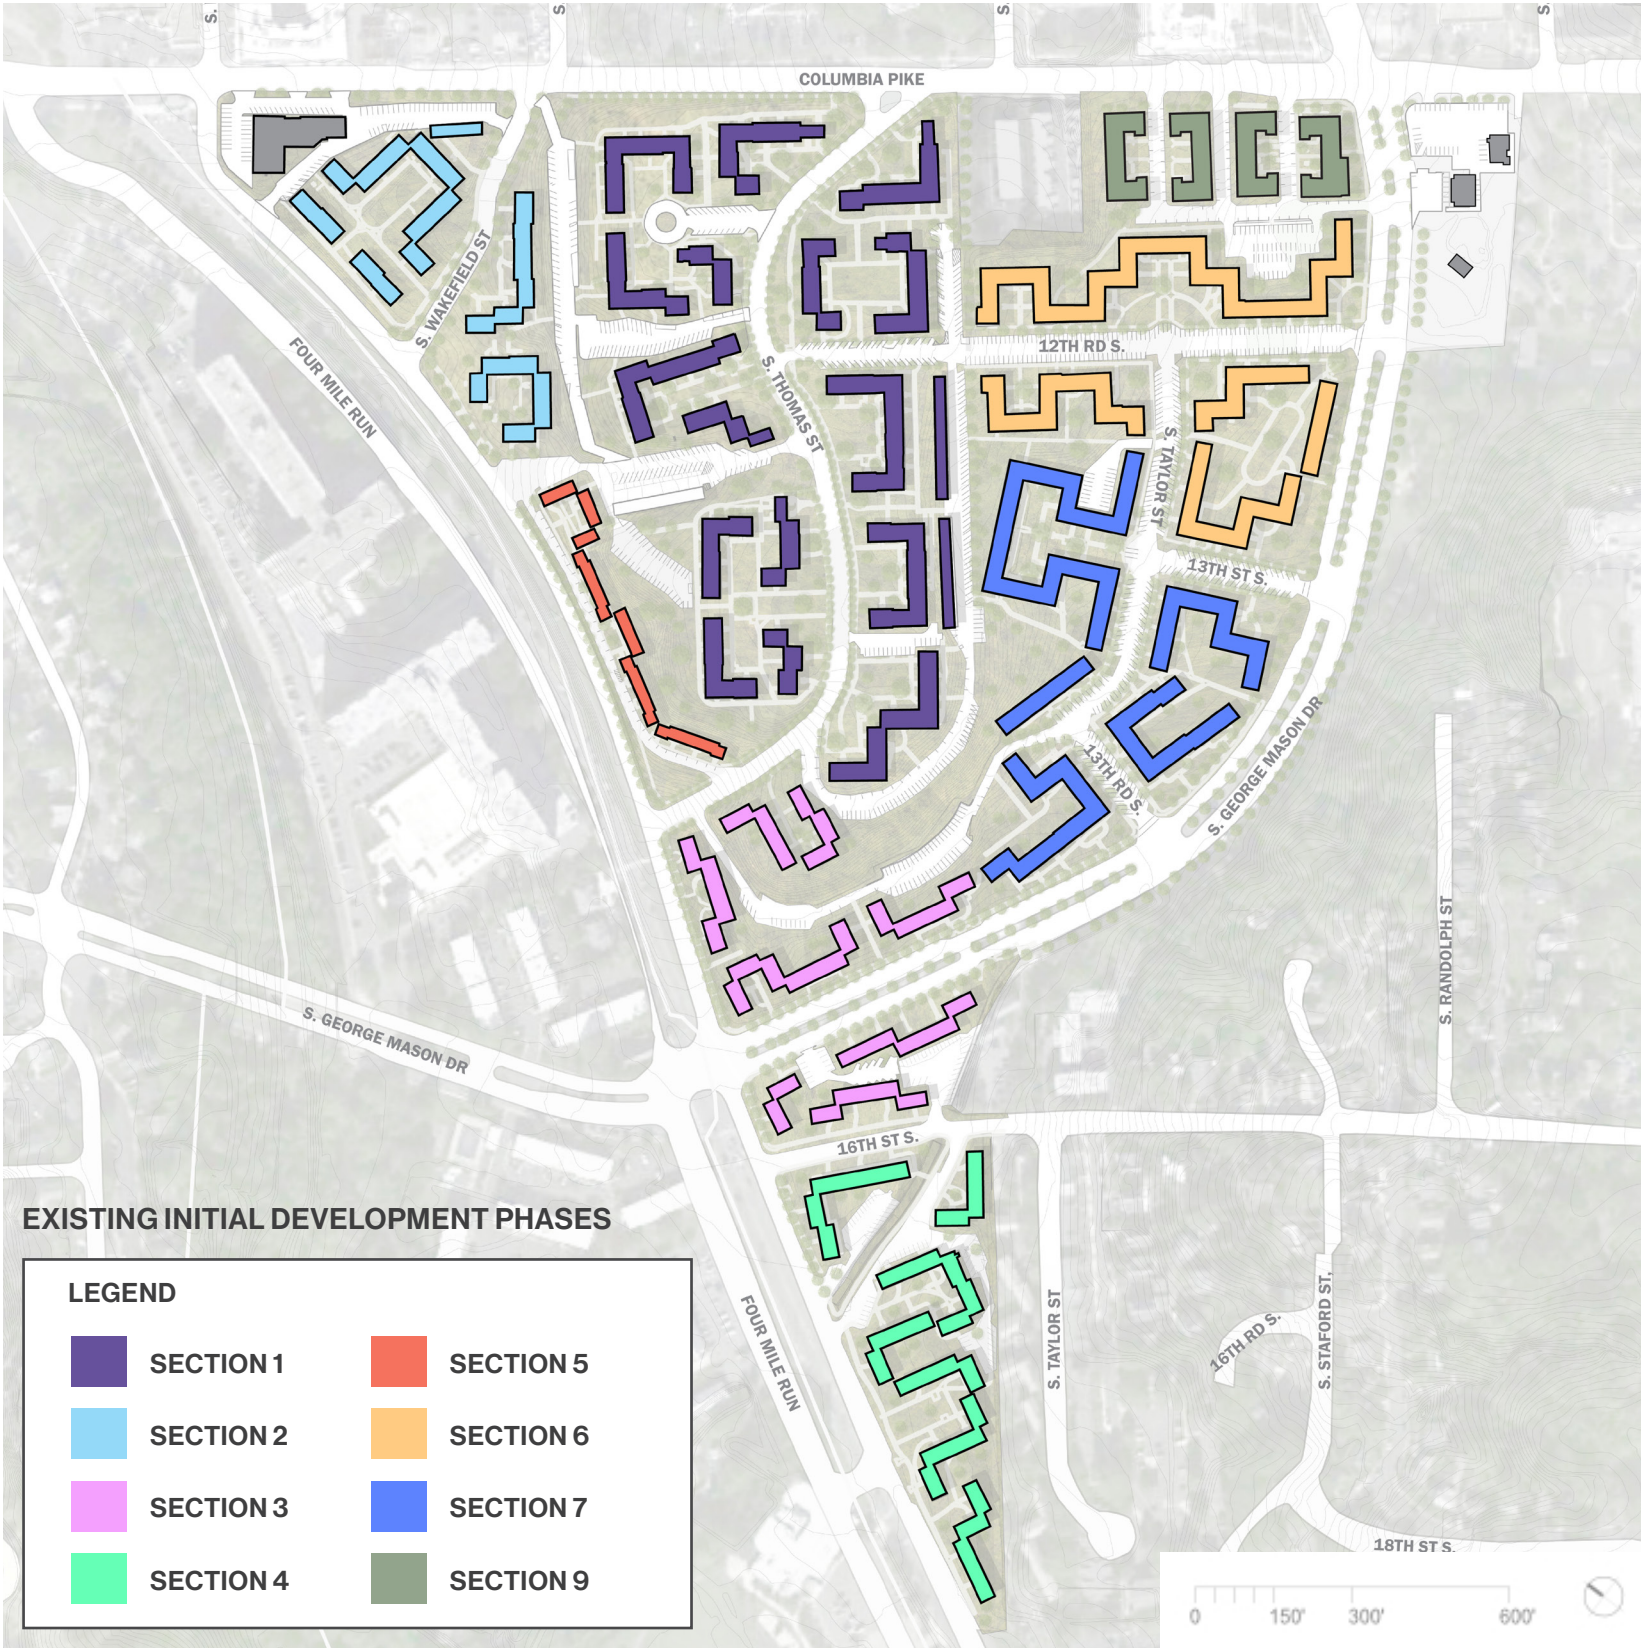 S.
S.
S.
S.
COLUMBIA PIKE
S. WAKEFIELD ST
FOUR MILE RUN
S. THOMAS ST
12TH RD S.
S. TAYLOR ST
13TH ST S.
13TH RD S.
S. GEORGE MASON DR
S. RANDOLPH ST
S. GEORGE MASON DR
16TH ST S.
FOUR MILE RUN
S. TAYLOR ST
16TH RD S.
S. STAFORD ST,
18TH ST S.
EXISTING INITIAL DEVELOPMENT PHASES
LEGEND
SECTION 1
SECTION 2
SECTION 3
SECTION 4
SECTION 5
SECTION 6
SECTION 7
SECTION 9
0 150' 300' 600'